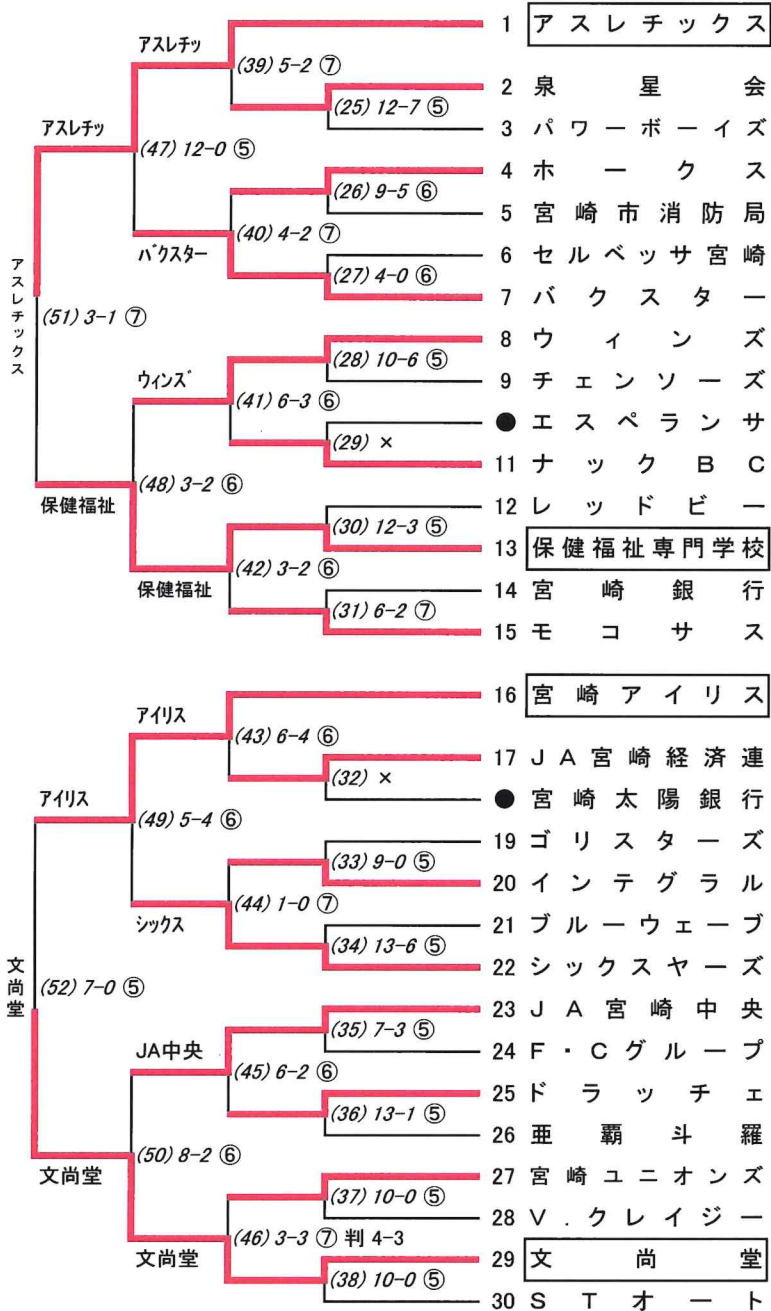 1 アスレチックス
アスレチッ
(39) 5-2 ⑦
2 泉星会
(25) 12-7 ⑤
3 パワーボーイズ
アスレチッ
(47) 12-0 ⑤
4 ホークス
(26) 9-5 ⑥
5 宮崎市消防局
(40) 4-2 ⑦
バクスター
6 セルベッサ宮崎
(27) 4-0 ⑥
7 バクスター
アスレチックス
(51) 3-1 ⑦
8 ウィンズ
(28) 10-6 ⑤
9 チェンソーズ
ウィンズ
(41) 6-3 ⑥
● エスペランサ
(29) ×
11 ナックBC
(48) 3-2 ⑥
保健福祉
12 レッドビー
(30) 12-3 ⑤
13 保健福祉専門学校
(42) 3-2 ⑥
保健福祉
14 宮崎銀行
(31) 6-2 ⑦
15 モコサス
16 宮崎アイリス
アイリス
(43) 6-4 ⑥
17 JA宮崎経済連
(32) ×
● 宮崎太陽銀行
アイリス
(49) 5-4 ⑥
19 ゴリスターズ
(33) 9-0 ⑤
20 インテグラル
(44) 1-0 ⑦
シックス
21 ブルーウェーブ
(34) 13-6 ⑤
22 シックスヤーズ
文尚堂
(52) 7-0 ⑤
23 JA宮崎中央
(35) 7-3 ⑤
24 F・Cグループ
JA中央
(45) 6-2 ⑥
25 ドラッチェ
(36) 13-1 ⑤
26 亜覇斗羅
(50) 8-2 ⑥
文尚堂
27 宮崎ユニオンズ
(37) 10-0 ⑤
28 V.クレイジー
(46) 3-3 ⑦ 判 4-3
文尚堂
29 文尚堂
(38) 10-0 ⑤
30 STオート